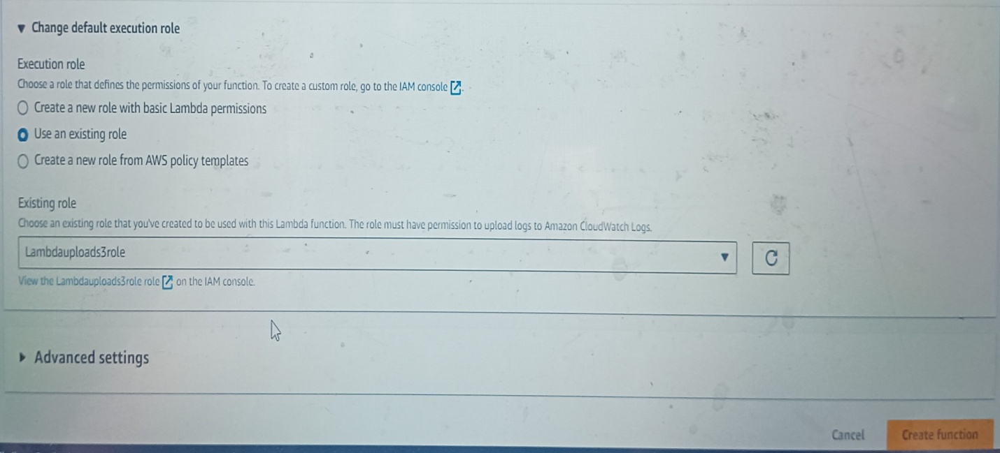 Change default execution role
Execution role
Choose a role that defines the permissions of your function. To create a custom role, go to the IAM console.
Create a new role with basic Lambda permissions
Use an existing role
Create a new role from AWS policy templates
Existing role
Choose an existing role that you've created to be used with this Lambda function. The role must have permission to upload logs to Amazon CloudWatch Logs.
Lambdauploads3role
View the Lambdauploads3role role on the IAM console.
Advanced settings
Cancel Create function